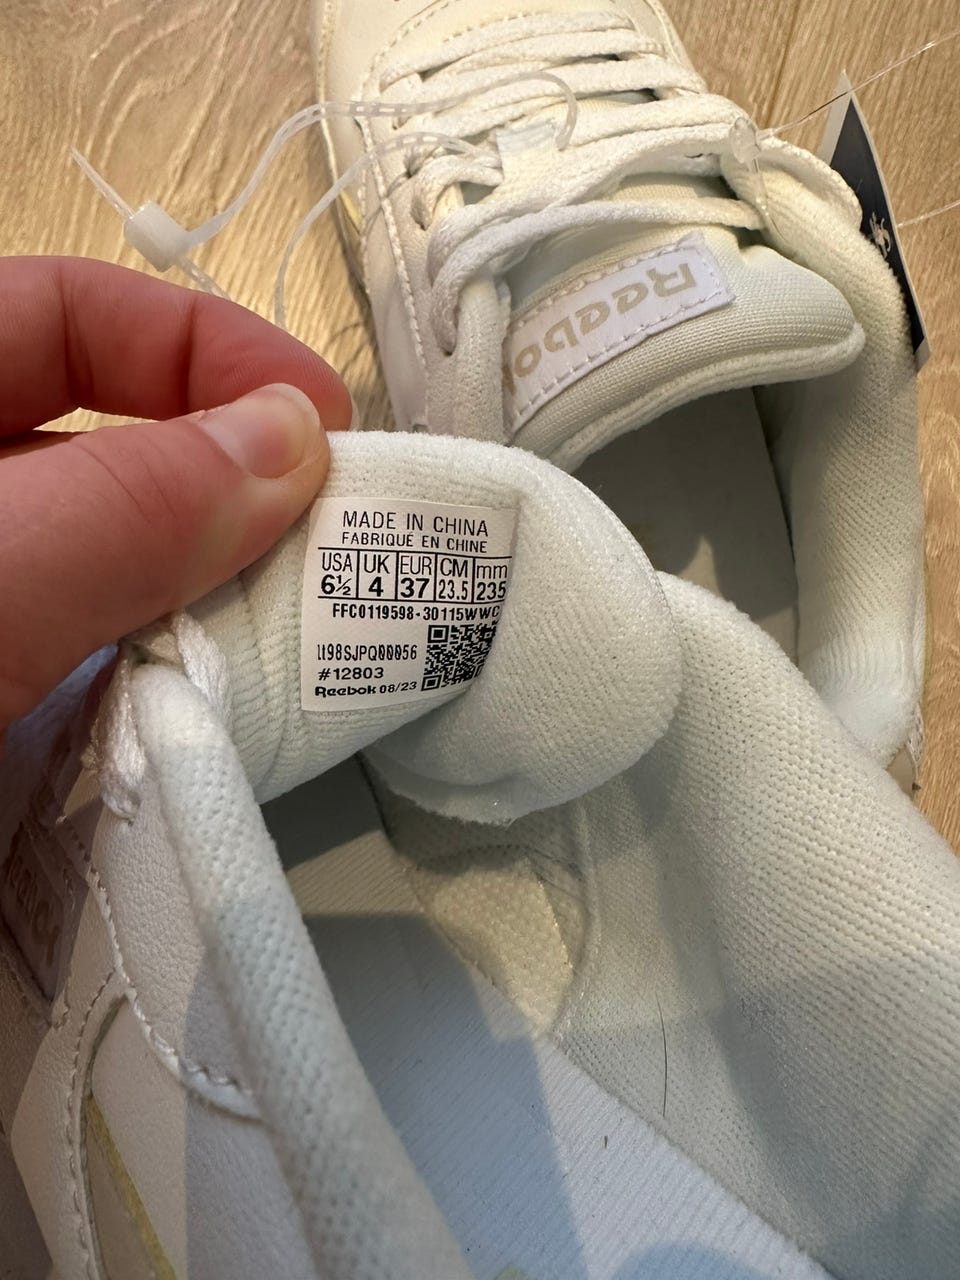 Reebok
MADE IN CHINA
FABRIQUÉ EN CHINE
USA UK EUR CM mm
6½ 4 37 23.5 235
FFC0119598-30115WWC
lt98SJPQ00056
#12803
Reebok 08/23